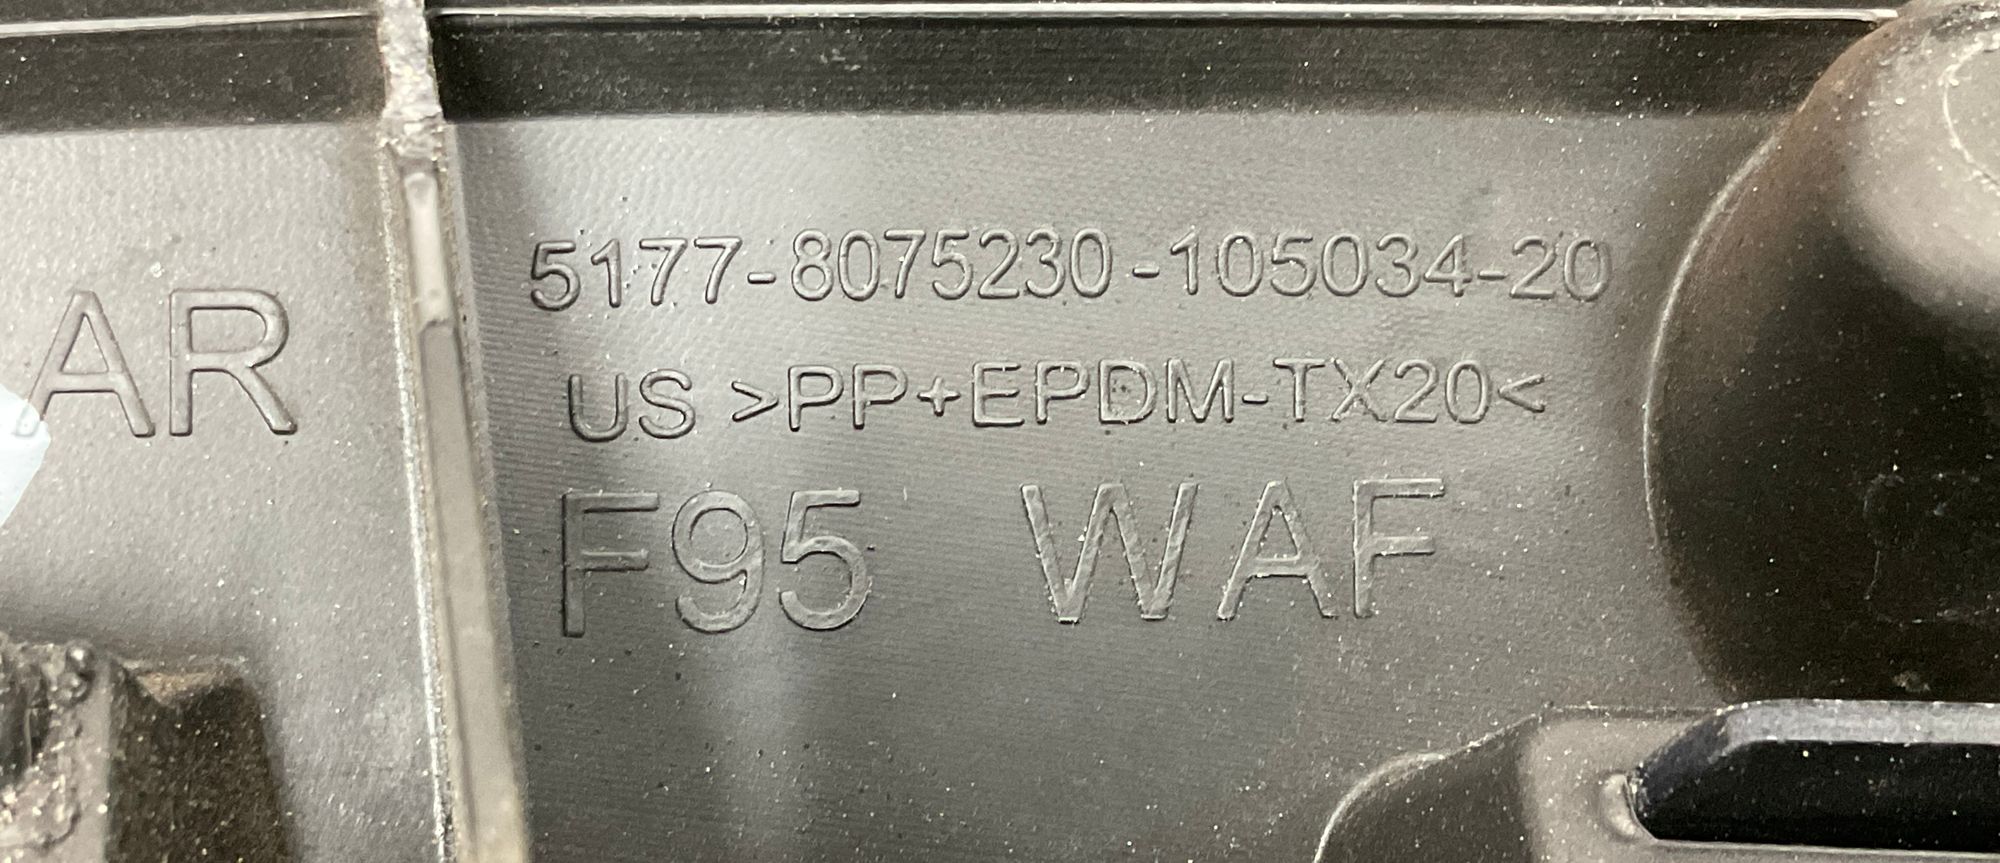 5177-8075230-105034-20
AR
US >PP+EPDM-TX20<
F95 WAF